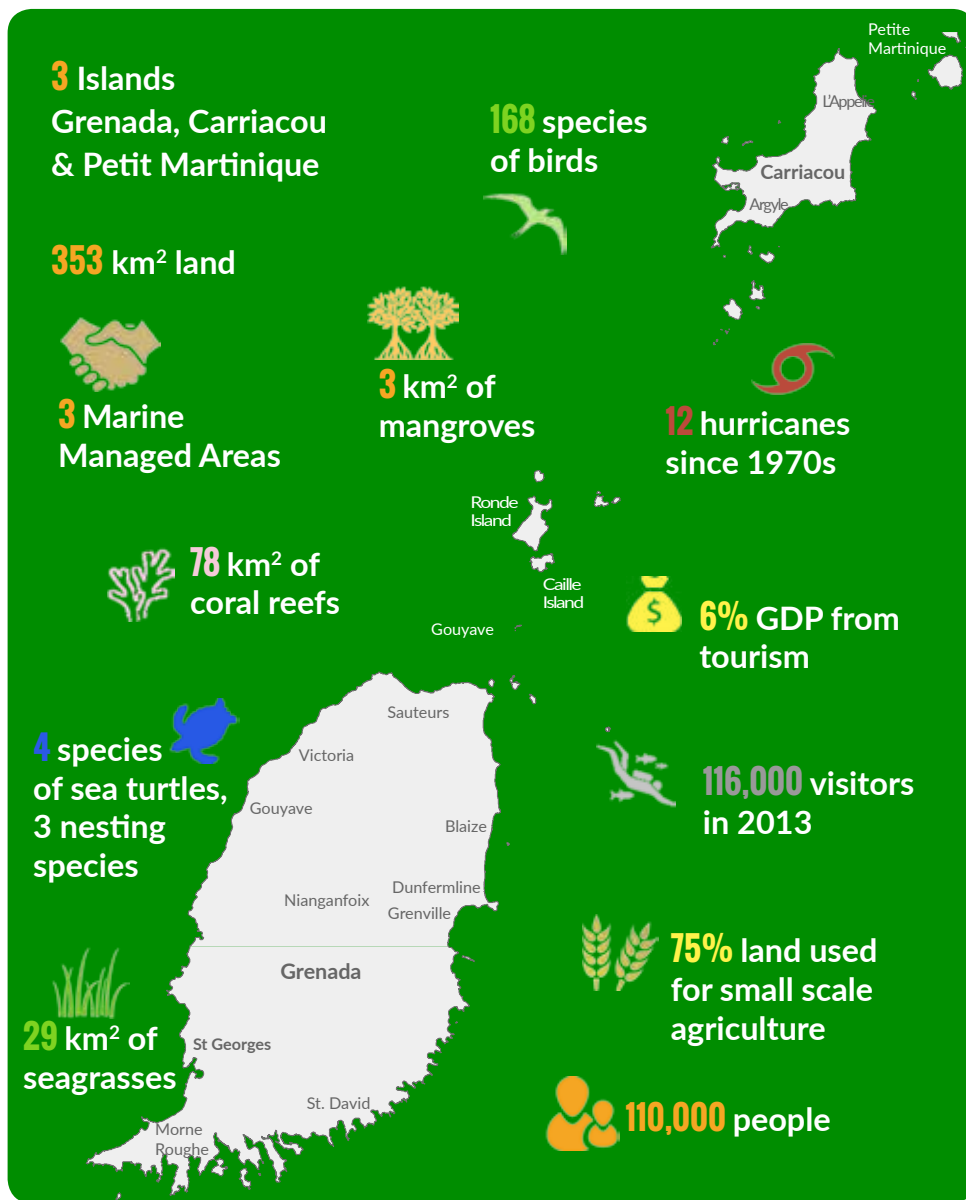 Petite
Martinique
3 Islands
Grenada, Carriacou
& Petit Martinique
L'Appelle
168 species
of birds
Carriacou
Argyle
353 km² land
3 km² of
mangroves
3 Marine
Managed Areas
12 hurricanes
since 1970s
Ronde
Island
78 km² of
coral reefs
Caille
Island
6% GDP from
tourism
Gouyave
Sauteurs
4 species
of sea turtles,
3 nesting
species
Victoria
116,000 visitors
in 2013
Gouyave
Blaize
Dunfermline
Nianganfoix
Grenville
75% land used
for small scale
agriculture
Grenada
29 km² of
seagrasses
St Georges
St. David
110,000 people
Morne
Roughe